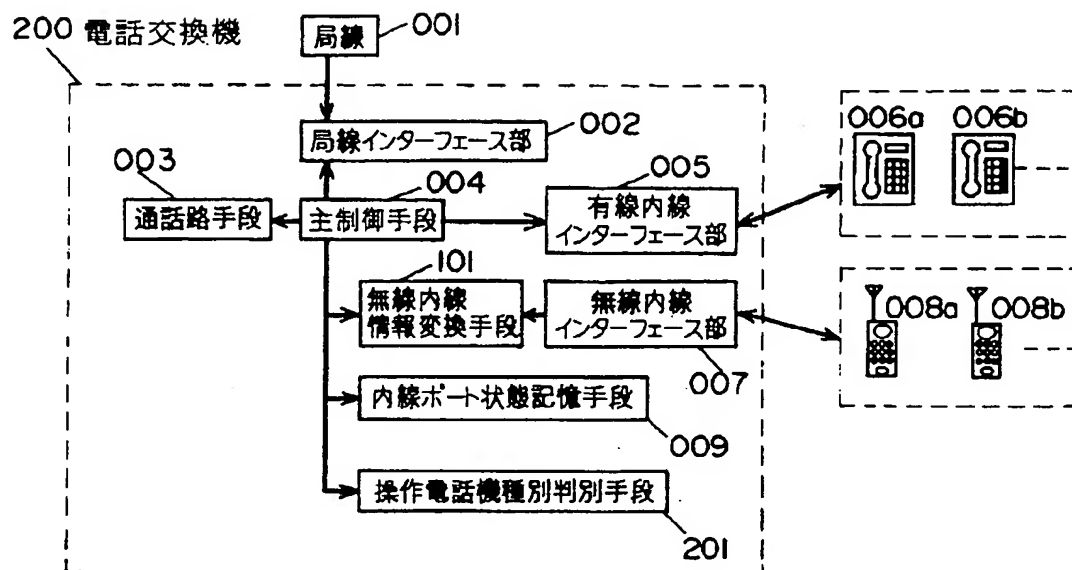 200 電話交換機
局線
001
局線インターフェース部
002
003
通話路手段
004
主制御手段
005
有線内線
インターフェース部
006a
006b
101
無線内線
情報変換手段
無線内線
インターフェース部
007
008a
008b
内線ポート状態記憶手段
009
操作電話機種別判別手段
201